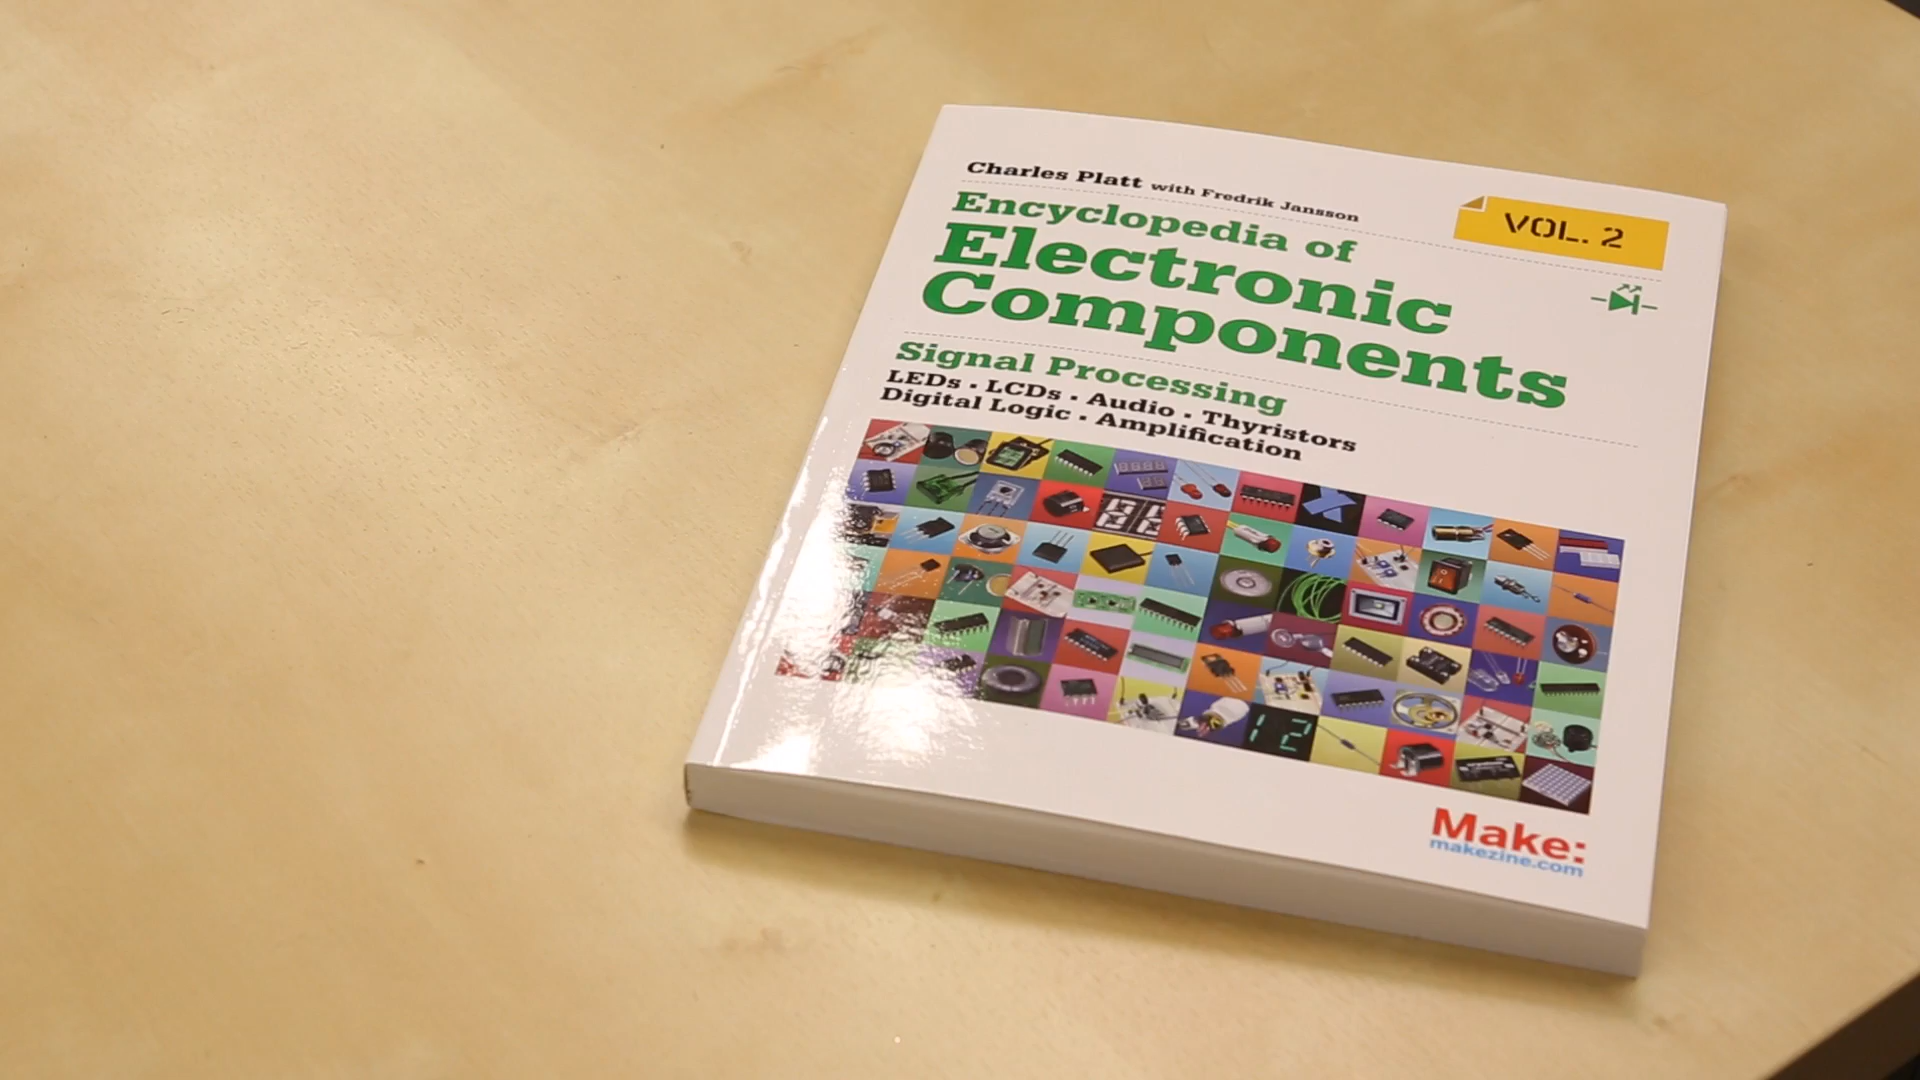 Charles Platt with Fredrik Jansson
VOL. 2
Encyclopedia of
Electronic
Components
Signal Processing
LEDs · LCDs · Audio · Thyristors
Digital Logic · Amplification
12
Make:
makezine.com